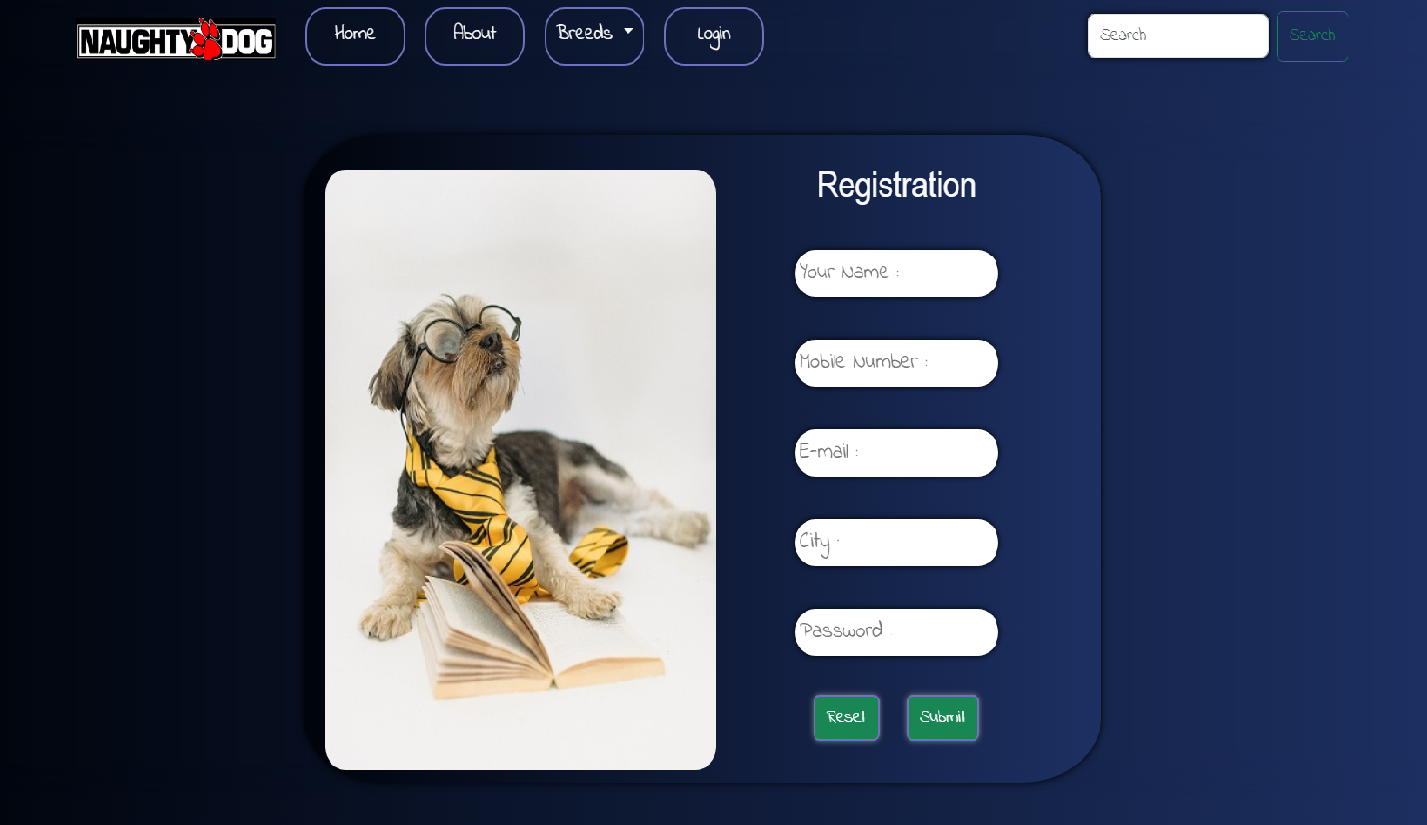 NAUGHTY DOG
Home
About
Breeds
Login
Search
Search
Registration
Your Name :
Mobile Number :
E-mail :
City :
Password :
Reset
Submit